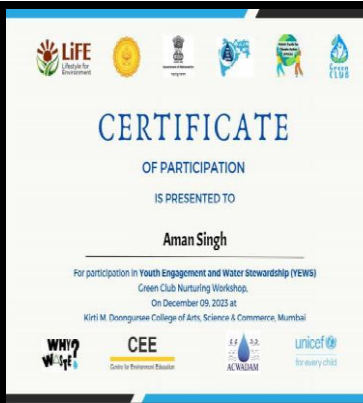 LiFE
Lifestyle for
Environment
Green
CLUB
CERTIFICATE
OF PARTICIPATION
IS PRESENTED TO
Aman Singh
For participation in Youth Engagement and Water Stewardship (YEWS)
Green Club Nurturing Workshop,
On December 09, 2023 at
Kirti M. Doongursee College of Arts, Science & Commerce, Mumbai
WHY
WASTE?
CEE
Centre for Environment Education
ACWADAM
unicef
for every child